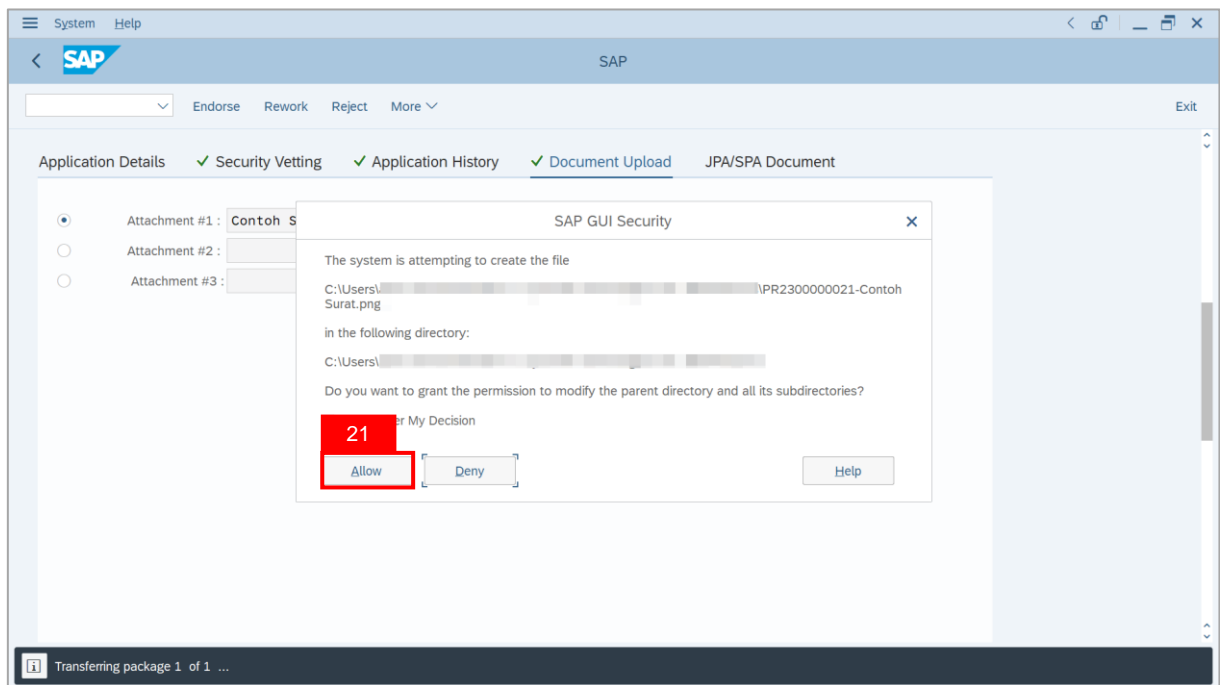 System Help
SAP
SAP
Endorse Rework Reject More Exit
Application Details Security Vetting Application History Document Upload JPA/SPA Document
Attachment #1 : Contoh S
Attachment #2 :
Attachment #3 :
SAP GUI Security
The system is attempting to create the file
C:\Users\ \PR2300000021-Contoh
Surat.png
in the following directory:
C:\Users\
Do you want to grant the permission to modify the parent directory and all its subdirectories?
My Decision
21
Allow Deny Help
Transferring package 1 of 1 ...